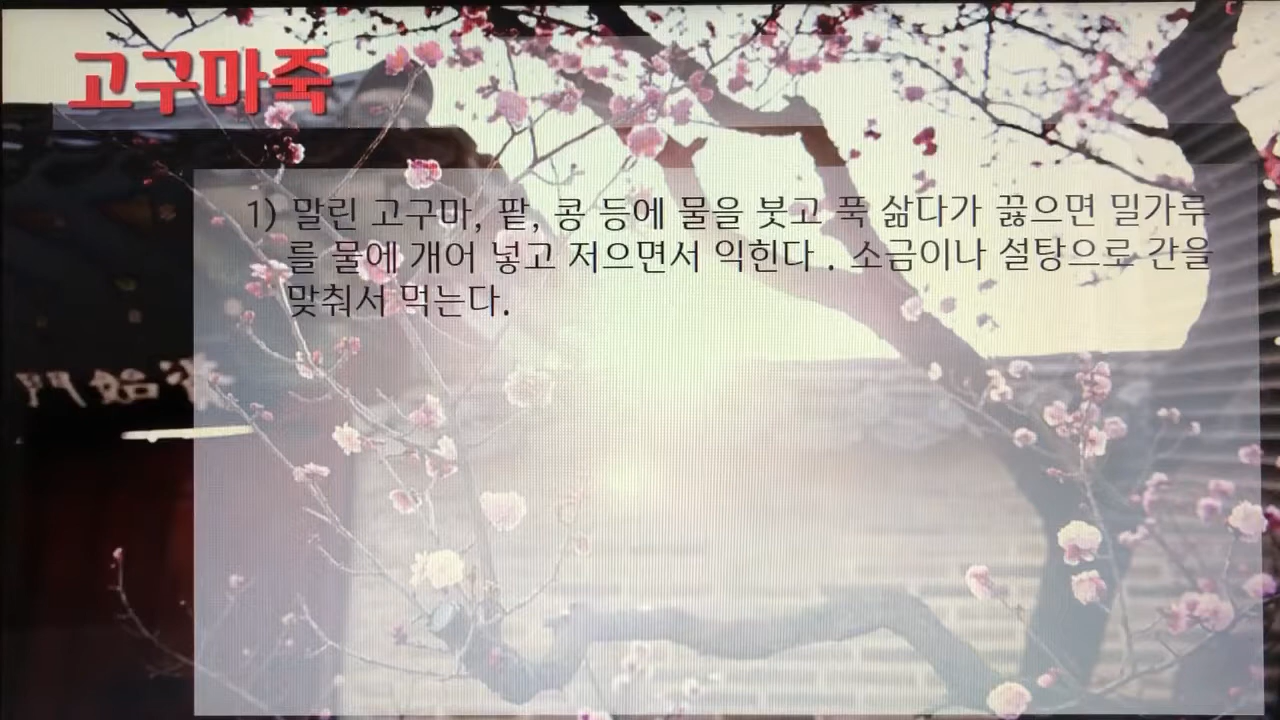 고구마죽
1) 말린 고구마, 팥, 콩 등에 물을 붓고 푹 삶다가 끓으면 밀가루
를 물에 개어 넣고 저으면서 익힌다 . 소금이나 설탕으로 간을
맞춰서 먹는다.
門始